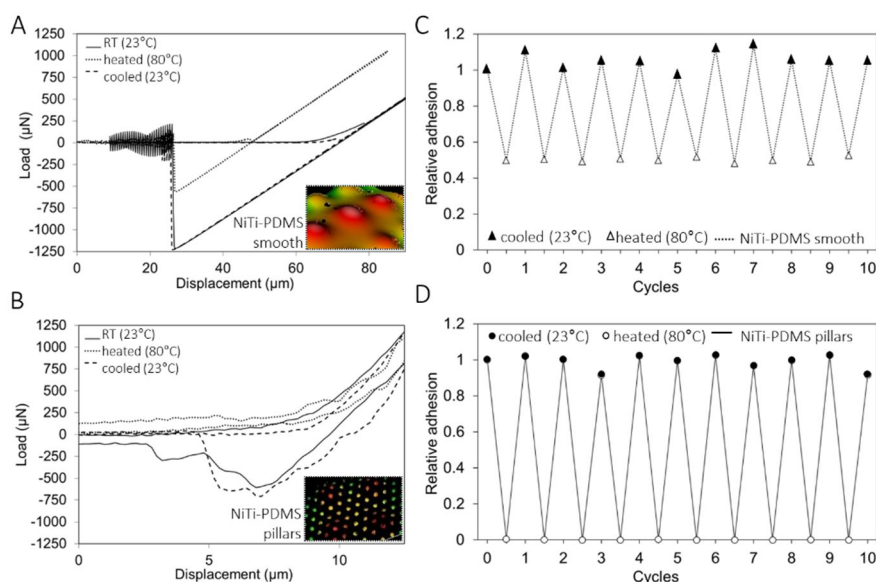 A
1250
1000
750
500
250
0
-250
-500
-750
-1000
-1250
Load (µN)
RT (23°C)
heated (80°C)
cooled (23°C)
NiTi-PDMS
smooth
0 20 40 60 80
Displacement (µm)
B
1250
1000
750
500
250
0
-250
-500
-750
-1000
-1250
Load (µN)
RT (23°C)
heated (80°C)
cooled (23°C)
NiTi-PDMS
pillars
0 5 10
Displacement (µm)
C
1.2
1
0.8
0.6
0.4
0.2
0
Relative adhesion
cooled (23°C) heated (80°C) NiTi-PDMS smooth
0 1 2 3 4 5 6 7 8 9 10
Cycles
D
1.2
1
0.8
0.6
0.4
0.2
0
Relative adhesion
cooled (23°C) heated (80°C) NiTi-PDMS pillars
0 1 2 3 4 5 6 7 8 9 10
Cycles